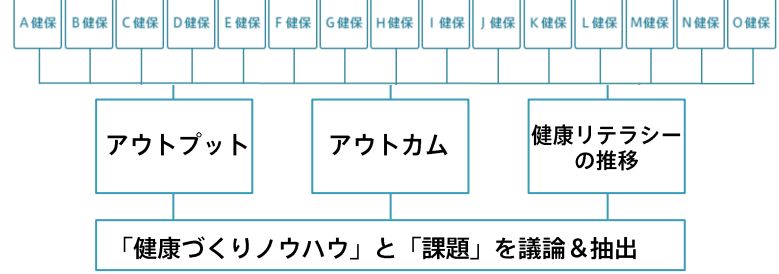 A健保 B健保 C健保 D健保 E健保 F健保 G健保 H健保 I健保 J健保 K健保 L健保 M健保 N健保 O健保
アウトプット
アウトカム
健康リテラシー
の推移
「健康づくりノウハウ」と「課題」を議論＆抽出